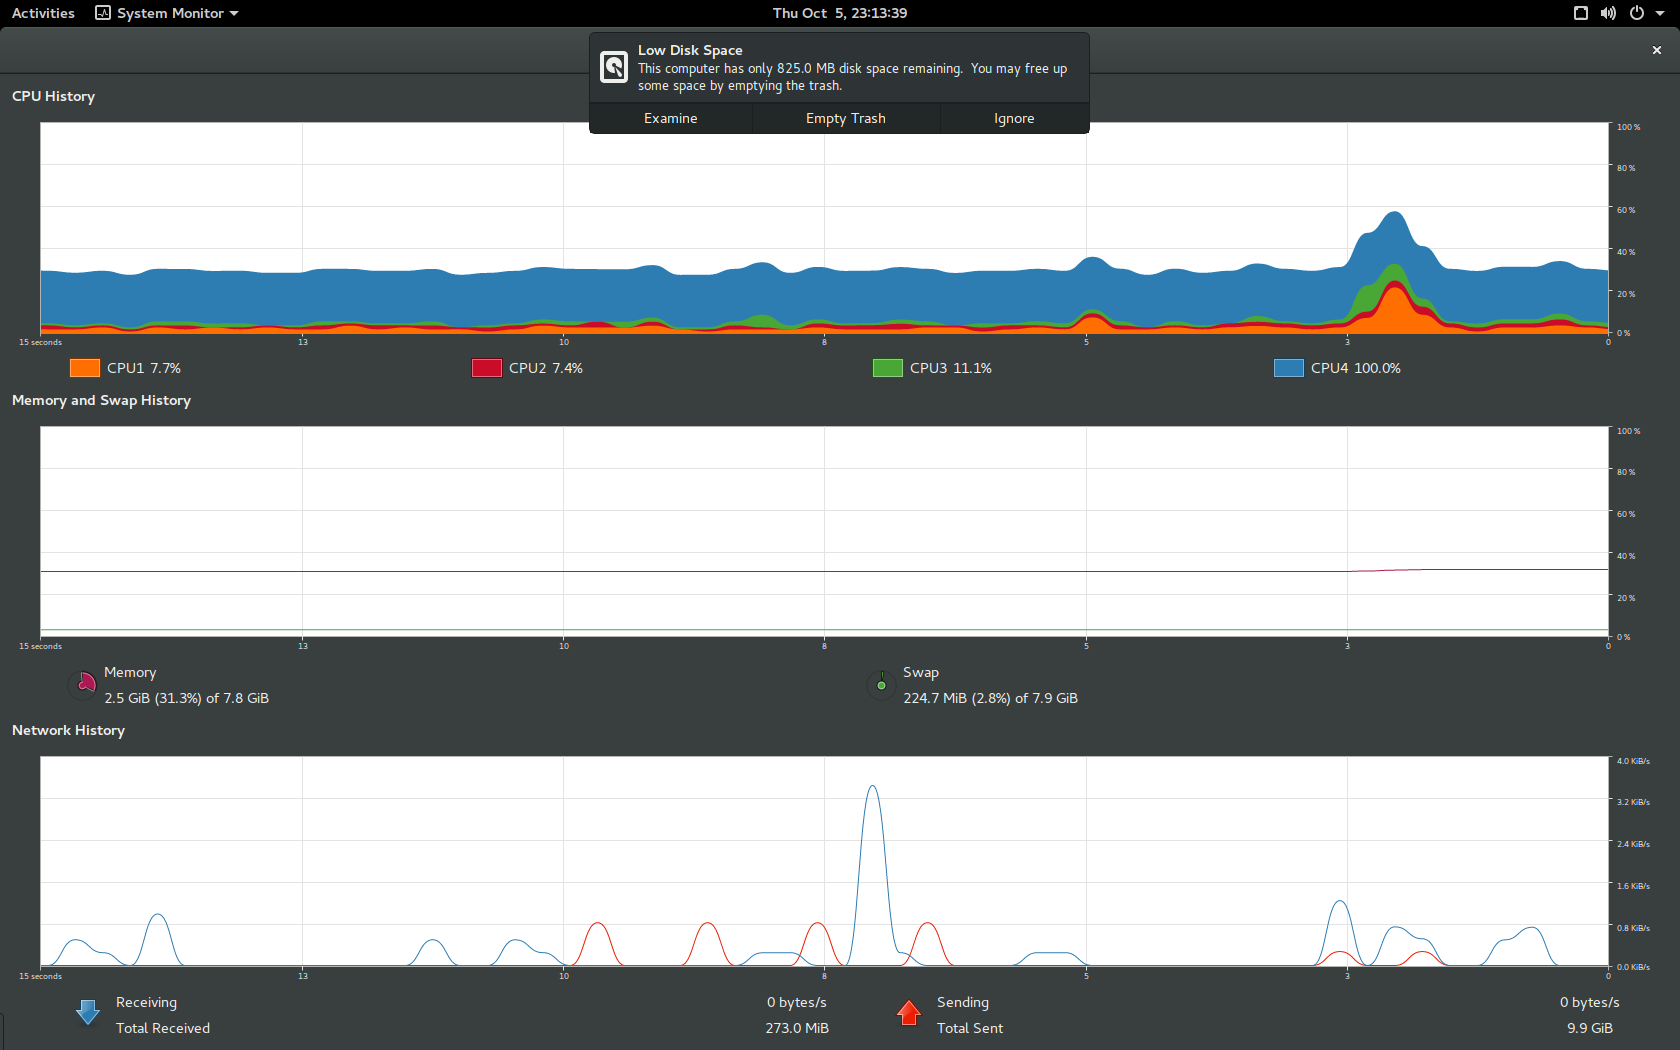 Activities
System Monitor
Thu Oct 5, 23:13:39
Low Disk Space
This computer has only 825.0 MB disk space remaining. You may free up
some space by emptying the trash.
Examine
Empty Trash
Ignore
CPU History
100 %
80 %
60 %
40 %
20 %
0 %
15 seconds
13
10
8
5
3
0
CPU1 7.7%
CPU2 7.4%
CPU3 11.1%
CPU4 100.0%
Memory and Swap History
100 %
80 %
60 %
40 %
20 %
0 %
15 seconds
13
10
8
5
3
0
Memory
2.5 GiB (31.3%) of 7.8 GiB
Swap
224.7 MiB (2.8%) of 7.9 GiB
Network History
4.0 KiB/s
3.2 KiB/s
2.4 KiB/s
1.6 KiB/s
0.8 KiB/s
0.0 KiB/s
15 seconds
13
10
8
5
3
0
Receiving
0 bytes/s
Total Received
273.0 MiB
Sending
0 bytes/s
Total Sent
9.9 GiB